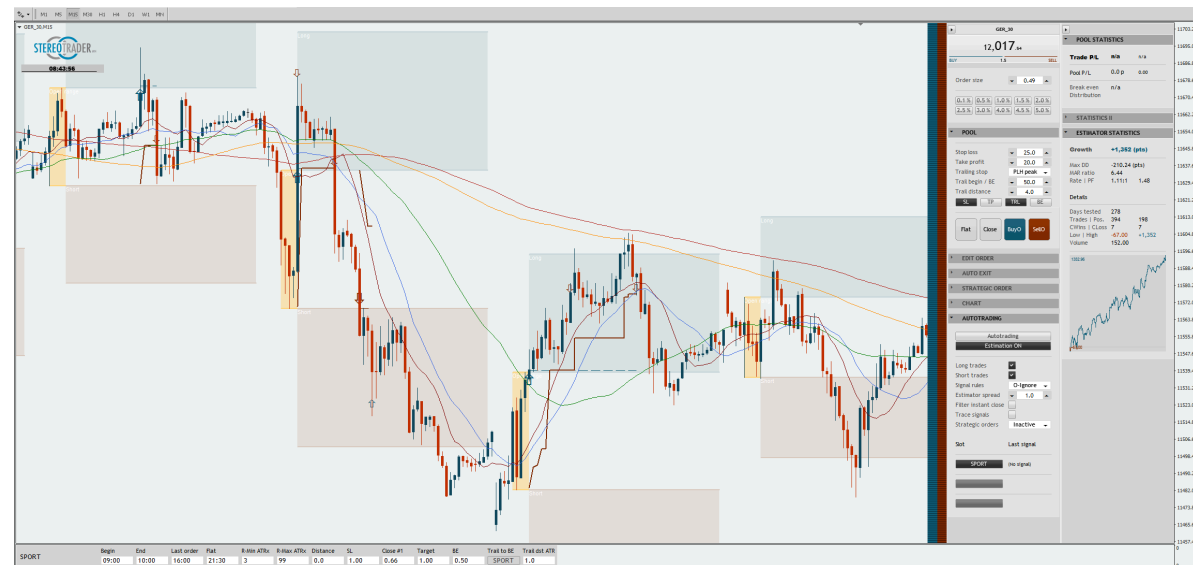 M1 M5 M15 M30 H1 H4 D1 W1 MN
GER_30.M15
STEREOTRADER
08:43:56
Long
Short
Long
Short
Long
Short
Long
Short
GER_30
12,017.64
BUY 1.5 SELL
Order size 0.49
0.1 % 0.5 % 1.0 % 1.5 % 2.0 %
2.5 % 3.0 % 4.0 % 4.5 % 5.0 %
POOL
Stop loss 25.0
Take profit 20.0
Trailing stop PLH peak
Trail begin / BE 50.0
Trail distance 4.0
SL TP TRL BE
Flat Close BuyO SellO
EDIT ORDER
AUTO EXIT
STRATEGIC ORDER
CHART
AUTOTRADING
Autotrading
Estimation ON
Long trades
Short trades
Signal rules O-Ignore
Estimator spread 1.0
Filter instant close
Trace signals
Strategic orders Inactive
Slot Last signal
SPORT (No signal)
POOL STATISTICS
Trade P/L n/a n/a
Pool P/L 0.0 p 0.00
Break even n/a
Distribution
STATISTICS II
ESTIMATOR STATISTICS
Growth +1,352 (pts)
Max DD -210.24 (pts)
MAR ratio 6.44
Rate | PF 1.11:1 1.48
Details
Days tested 278
Trades | Pos. 394 198
CWins | CLoss 7 7
Low | High -67.00 +1,352
Volume 152.00
1352.00
SPORT
Begin End Last order Flat R-Min ATRx R-Max ATRx Distance SL Close #1 Target BE Trail to BE Trail dst ATR
09:00 10:00 16:00 21:30 3 99 0.0 1.00 0.66 1.00 0.50 SPORT 1.0